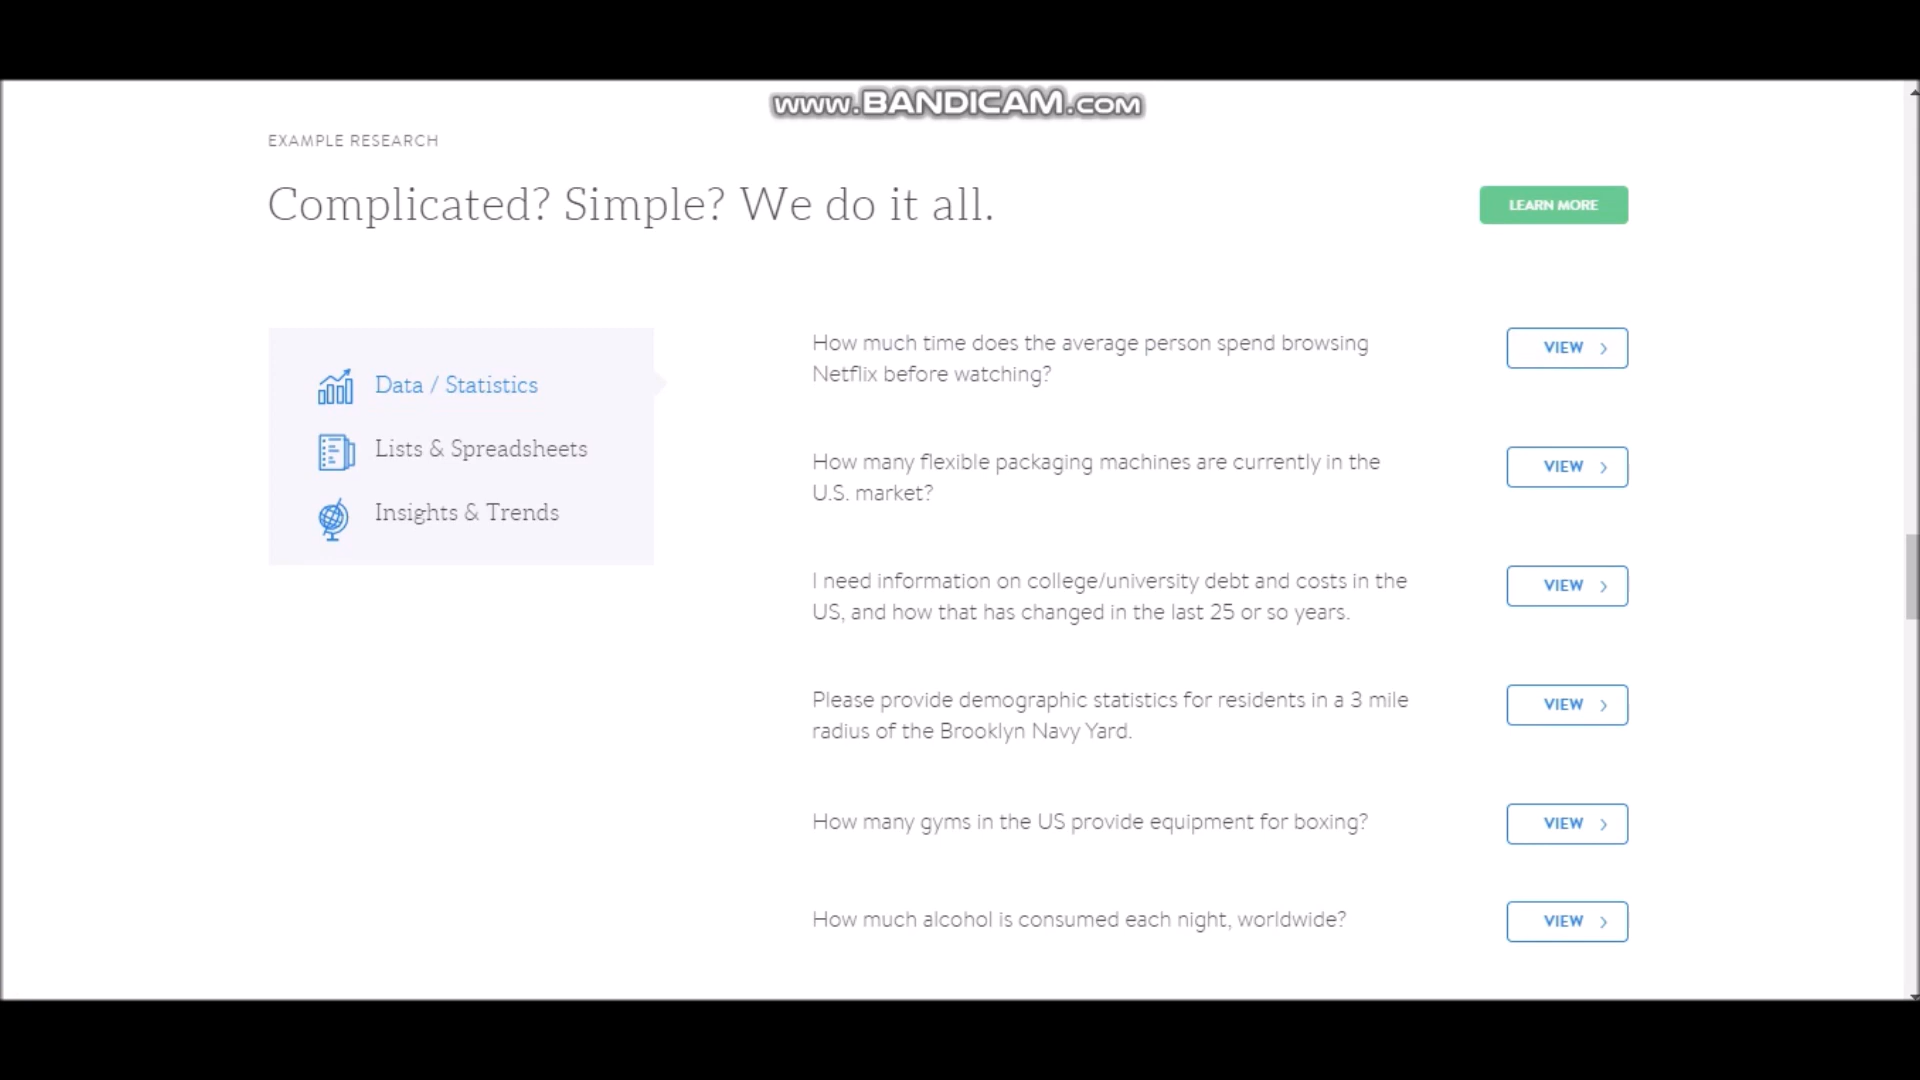 www.BANDICAM.com
EXAMPLE RESEARCH
Complicated? Simple? We do it all.
LEARN MORE
Data / Statistics
Lists & Spreadsheets
Insights & Trends
How much time does the average person spend browsing
Netflix before watching?
VIEW
How many flexible packaging machines are currently in the
U.S. market?
VIEW
I need information on college/university debt and costs in the
US, and how that has changed in the last 25 or so years.
VIEW
Please provide demographic statistics for residents in a 3 mile
radius of the Brooklyn Navy Yard.
VIEW
How many gyms in the US provide equipment for boxing?
VIEW
How much alcohol is consumed each night, worldwide?
VIEW